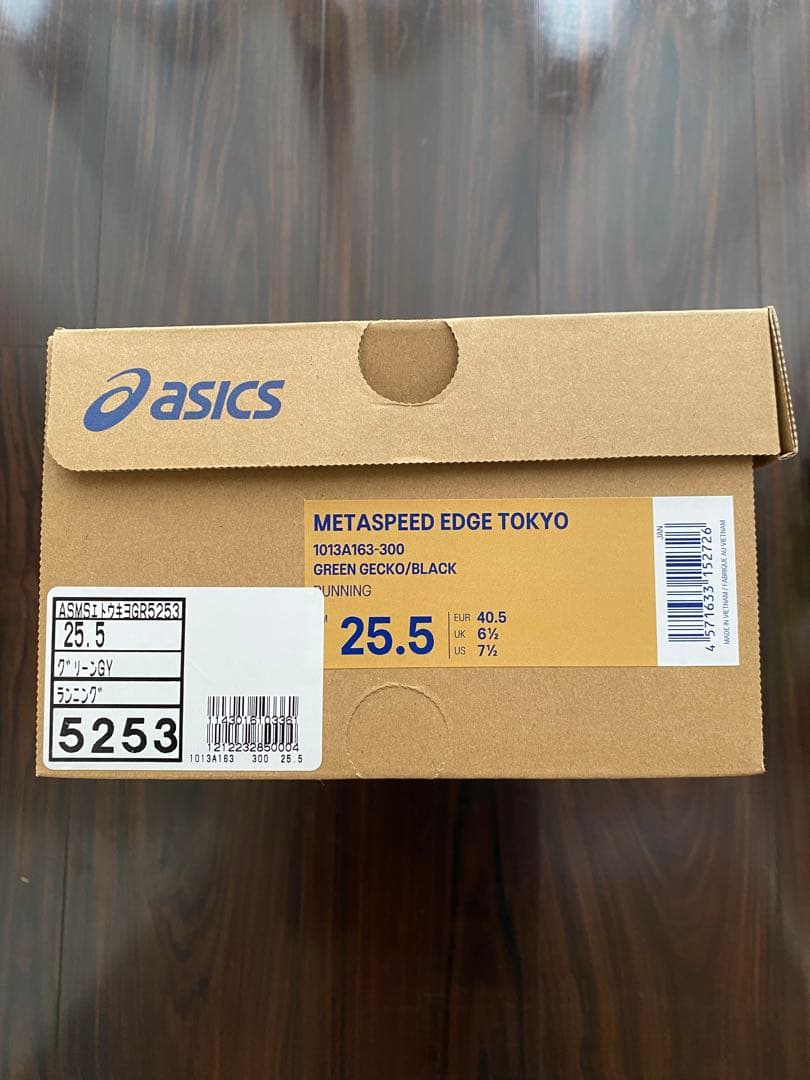 asics
METASPEED EDGE TOKYO
1013A163-300
GREEN GECKO/BLACK
RUNNING
25.5
EUR 40.5
UK 6½
US 7½
JAN
4 571633 152726
MADE IN VIETNAM / FABRIQUÉ AU VIETNAM
ASMSエトウキョGR5253
25.5
グリーンGY
ランニング
5253
1143016103361
1212232850004
1013A163 300 25.5